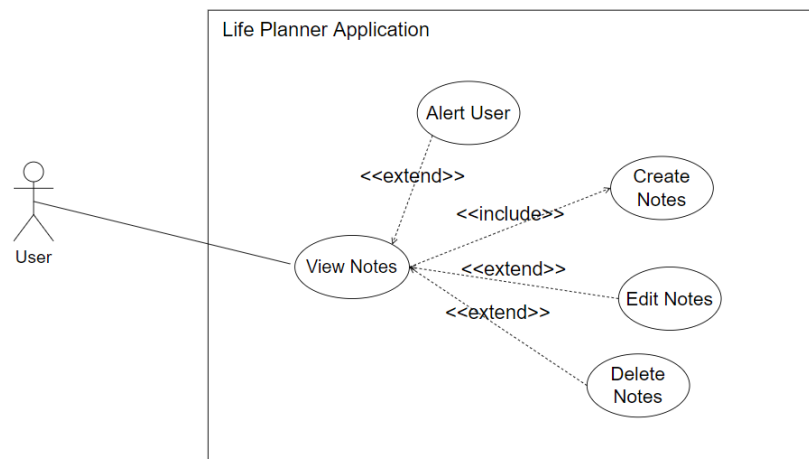 Life Planner Application
Alert User
<<extend>>
Create
Notes
<<include>>
User
View Notes
<<extend>>
Edit Notes
<<extend>>
Delete
Notes